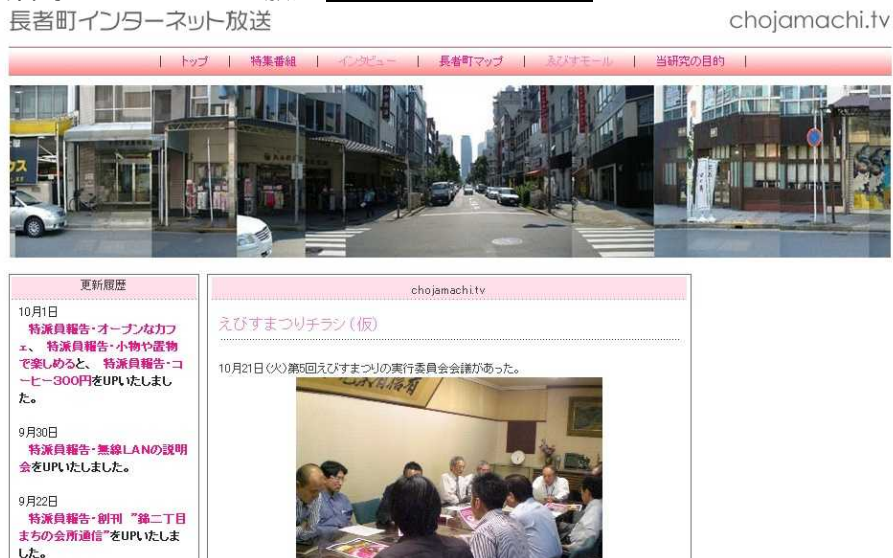 長者町インターネット放送
chojamachi.tv
| トップ | 特集番組 | インタビュー | 長者町マップ | ゑびすモール | 当研究の目的 |
更新履歴
10月1日
特派員報告・オープンなカフ
ェ、 特派員報告・小物や置物
で楽しめると、 特派員報告・コ
ーヒー300円をUPいたしまし
た。
9月30日
特派員報告・無線LANの説明
会をUPいたしました。
9月22日
特派員報告・創刊 ”錦二丁目
まちの会所通信”をUPいたしま
した。
chojamachi.tv
えびすまつりチラシ(仮)
10月21日(火)第5回えびすまつりの実行委員会会議があった。